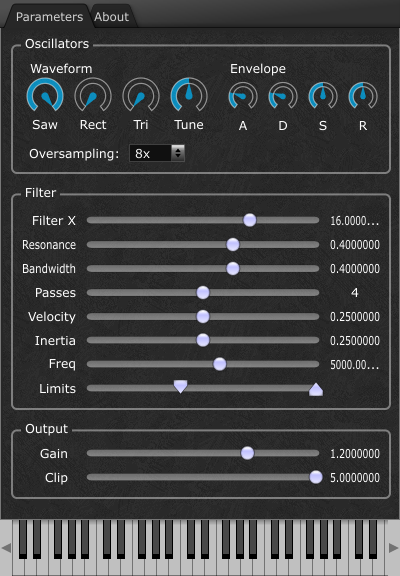 Parameters About
Oscillators
Waveform Envelope
Saw Rect Tri Tune A D S R
Oversampling: 8x
Filter
Filter X 16.0000...
Resonance 0.4000000
Bandwidth 0.4000000
Passes 4
Velocity 0.2500000
Inertia 0.2500000
Freq 5000.00...
Limits
Output
Gain 1.2000000
Clip 5.0000000